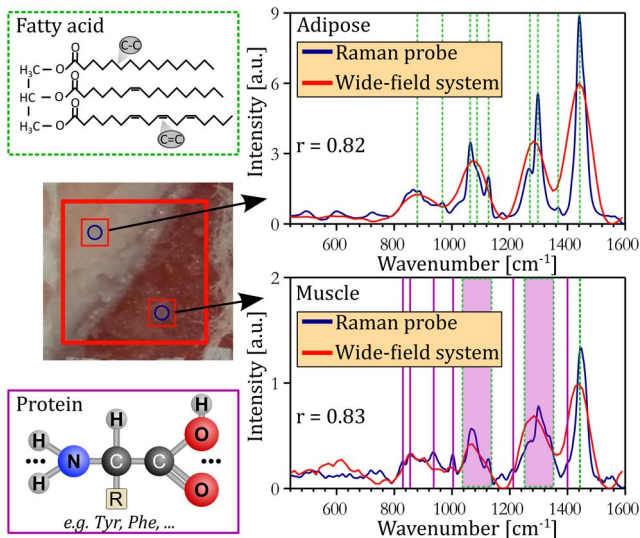 Fatty acid
C-C
O O
H₃C O
O
HC O
O
H₃C O
C=C
Adipose
Raman probe
Wide-field system
r = 0.82
Intensity [a.u.]
9
6
3
0
600 800 1000 1200 1400 1600
Wavenumber [cm⁻¹]
Muscle
Raman probe
Wide-field system
r = 0.83
Intensity [a.u.]
2
1
0
600 800 1000 1200 1400 1600
Wavenumber [cm⁻¹]
Protein
H H H
O
••• N C C •••
H R O
e.g. Tyr, Phe, ...